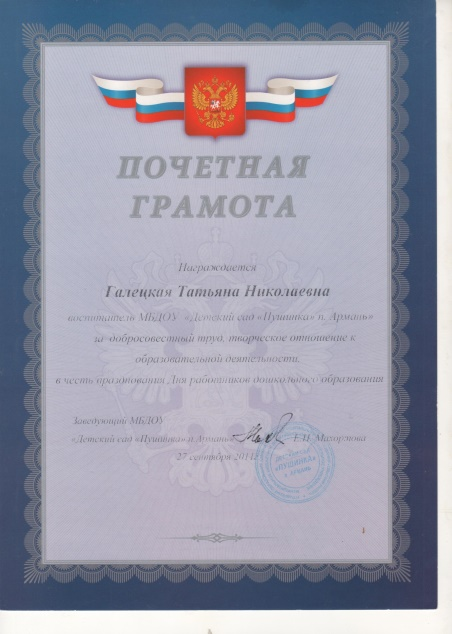 ПОЧЕТНАЯ
ГРАМОТА
Награждается
Галецкая Татьяна Николаевна
воспитатель МБДОУ «Детский сад «Пушинка» п. Армань»
за добросовестный труд, творческое отношение к
образовательной деятельности,
в честь празднования Дня работников дошкольного образования
Заведующий МБДОУ
«Детский сад «Пушинка» п Армань»
27 сентября
«ПУШИНКА»